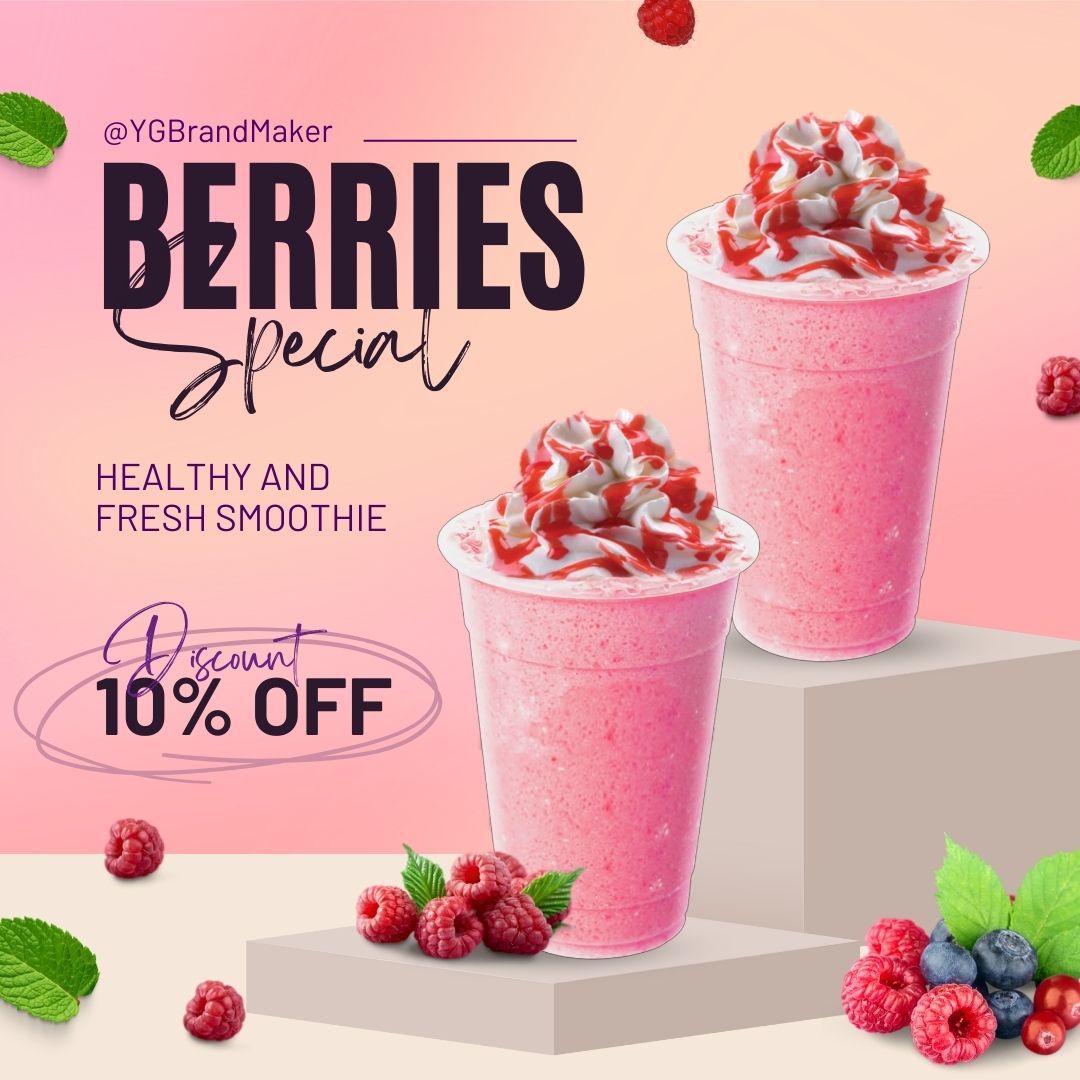 @YGBrandMaker
BERRIES
Special
HEALTHY AND
FRESH SMOOTHIE
Discount
10% OFF